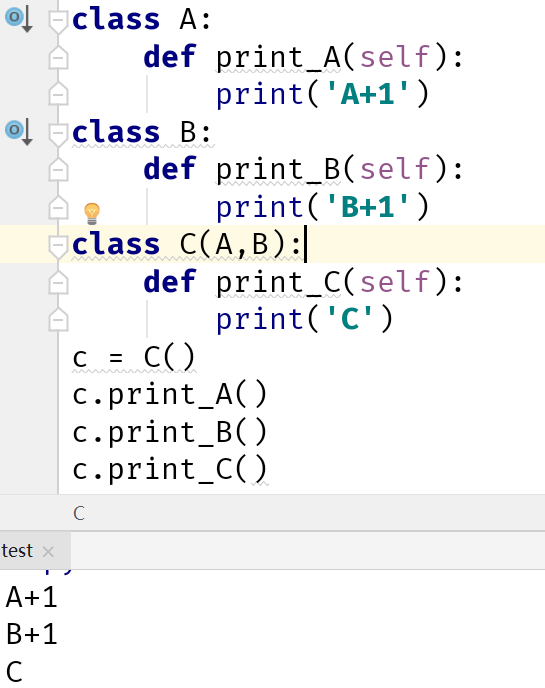 class A:
    def print_A(self):
        print('A+1')
class B:
    def print_B(self):
        print('B+1')
class C(A,B):
    def print_C(self):
        print('C')
c = C()
c.print_A()
c.print_B()
c.print_C()
C
test ×
A+1
B+1
C